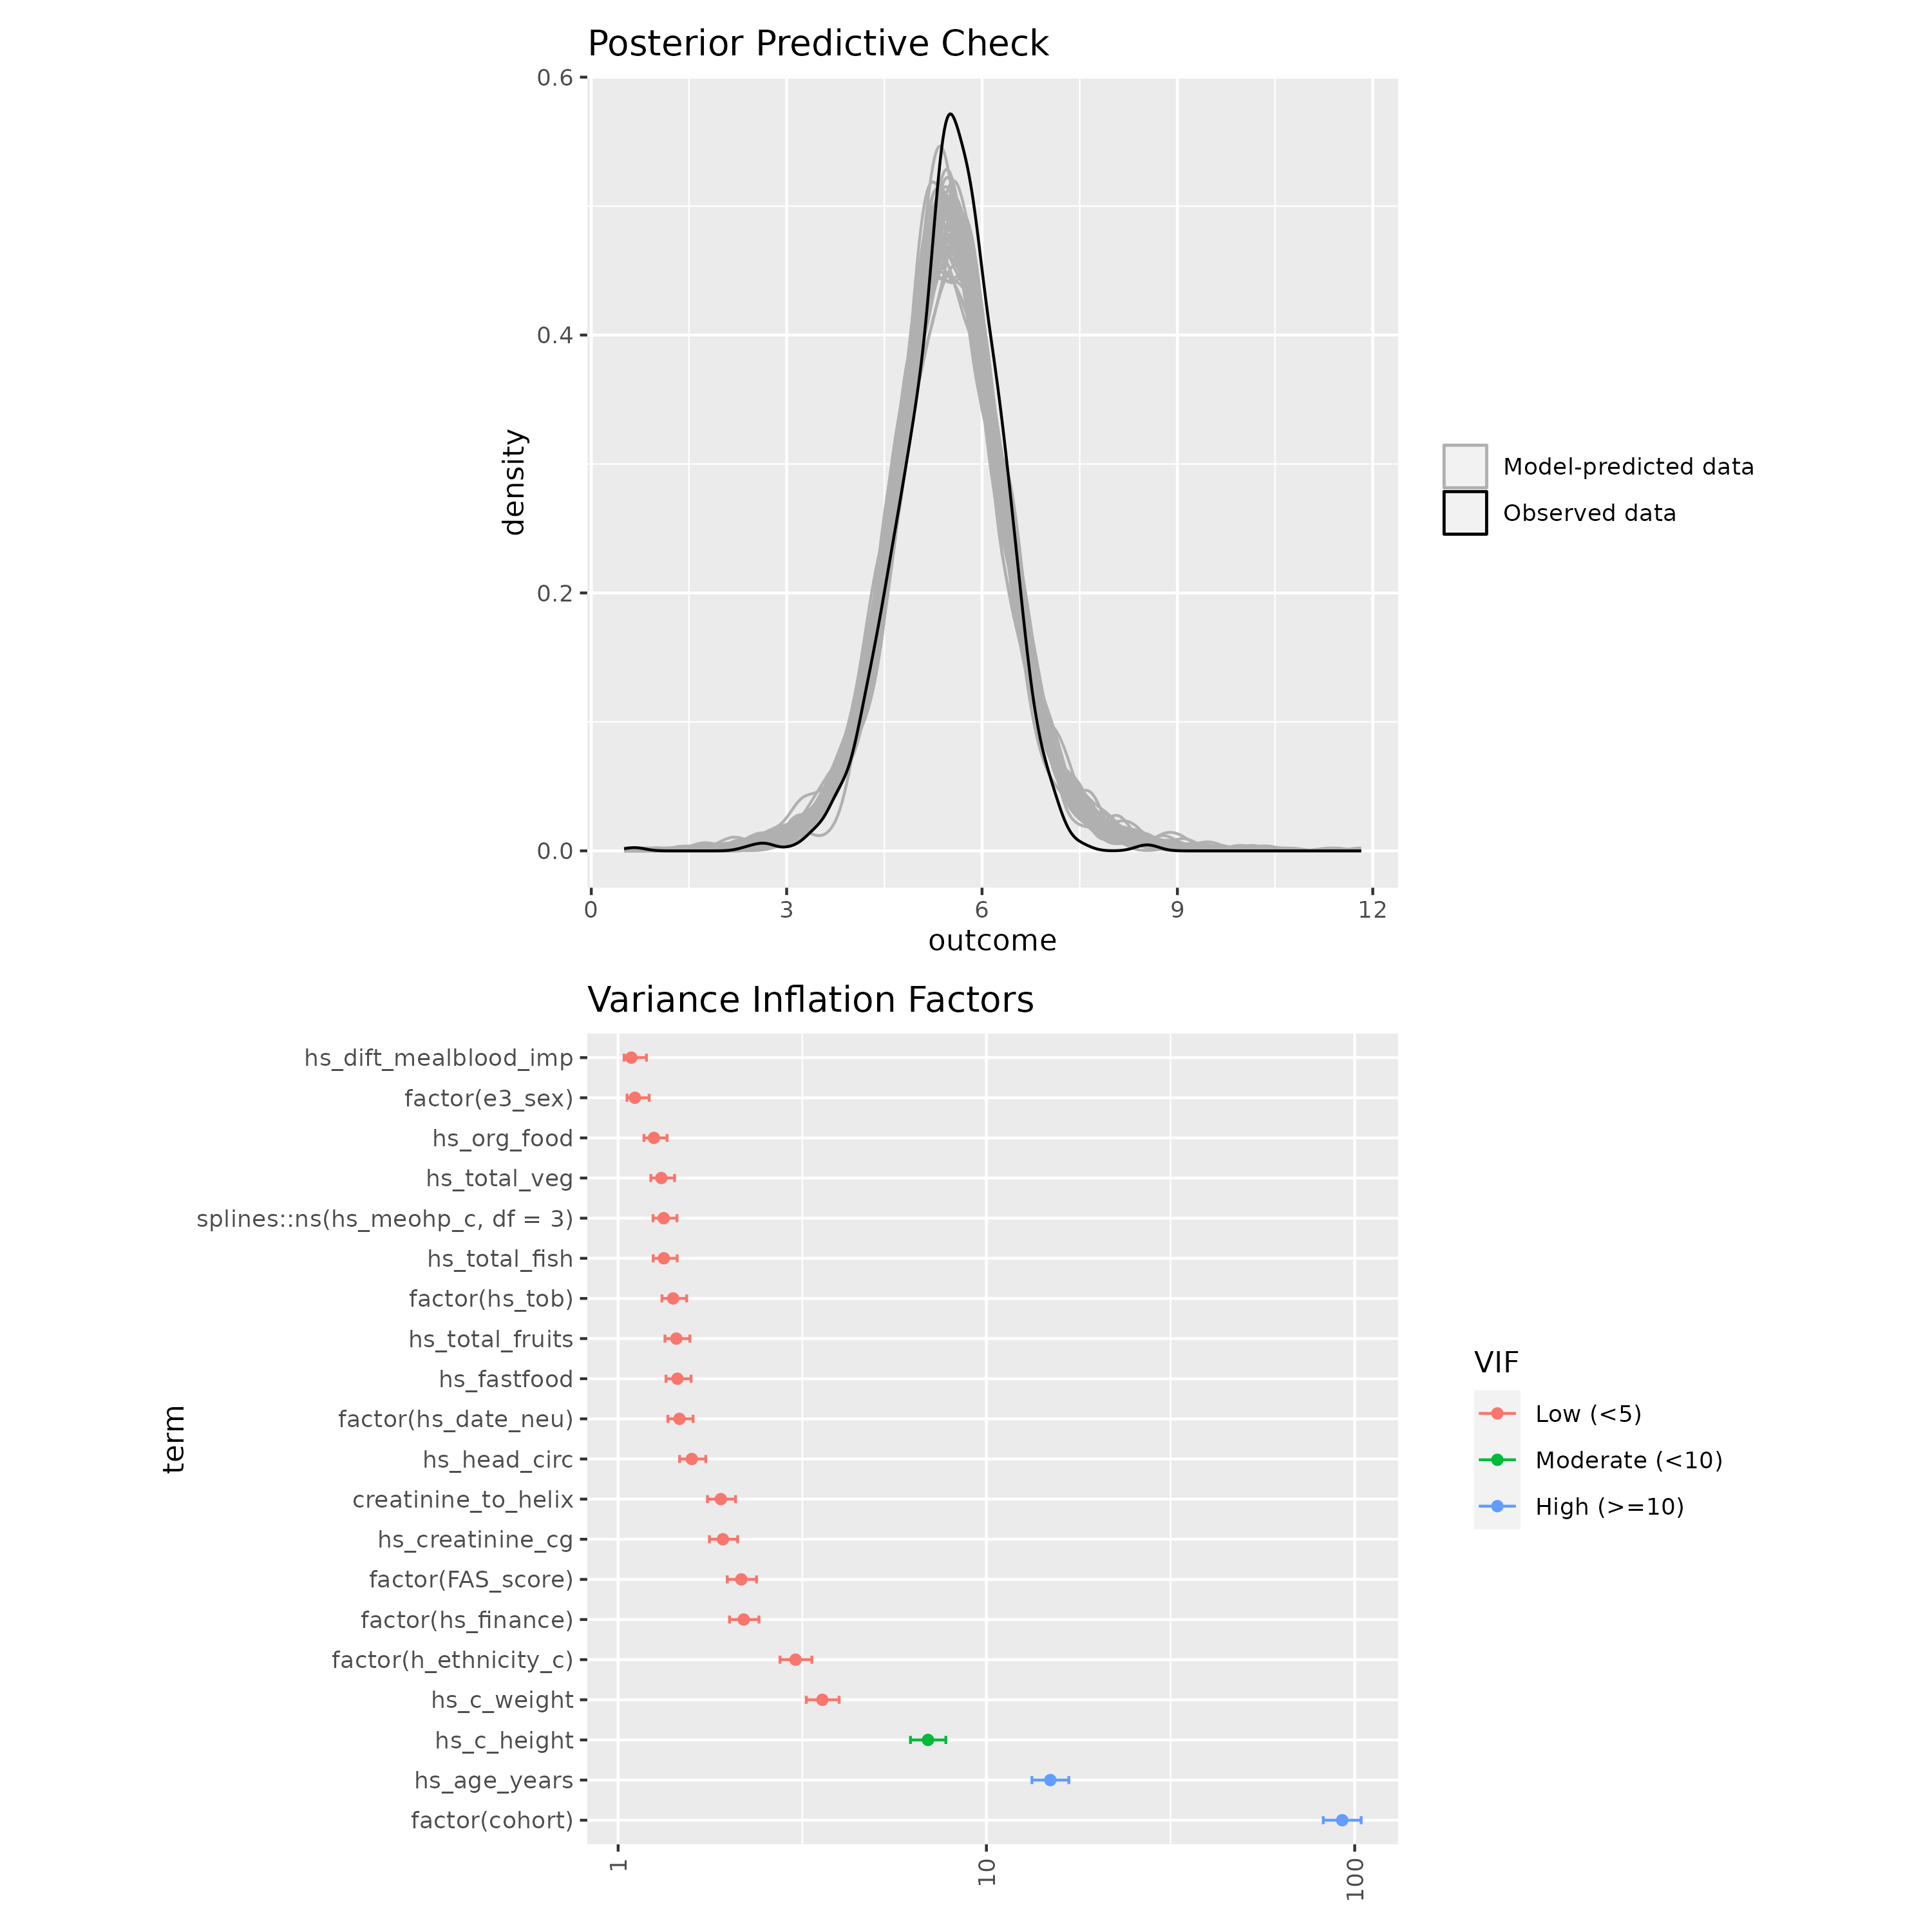 Posterior Predictive Check
0.6
0.4
0.2
0.0
density
0 3 6 9 12
outcome
Model-predicted data
Observed data
Variance Inflation Factors
term
hs_dift_mealblood_imp
factor(e3_sex)
hs_org_food
hs_total_veg
splines::ns(hs_meohp_c, df = 3)
hs_total_fish
factor(hs_tob)
hs_total_fruits
hs_fastfood
factor(hs_date_neu)
hs_head_circ
creatinine_to_helix
hs_creatinine_cg
factor(FAS_score)
factor(hs_finance)
factor(h_ethnicity_c)
hs_c_weight
hs_c_height
hs_age_years
factor(cohort)
1 10 100
VIF
Low (<5)
Moderate (<10)
High (>=10)